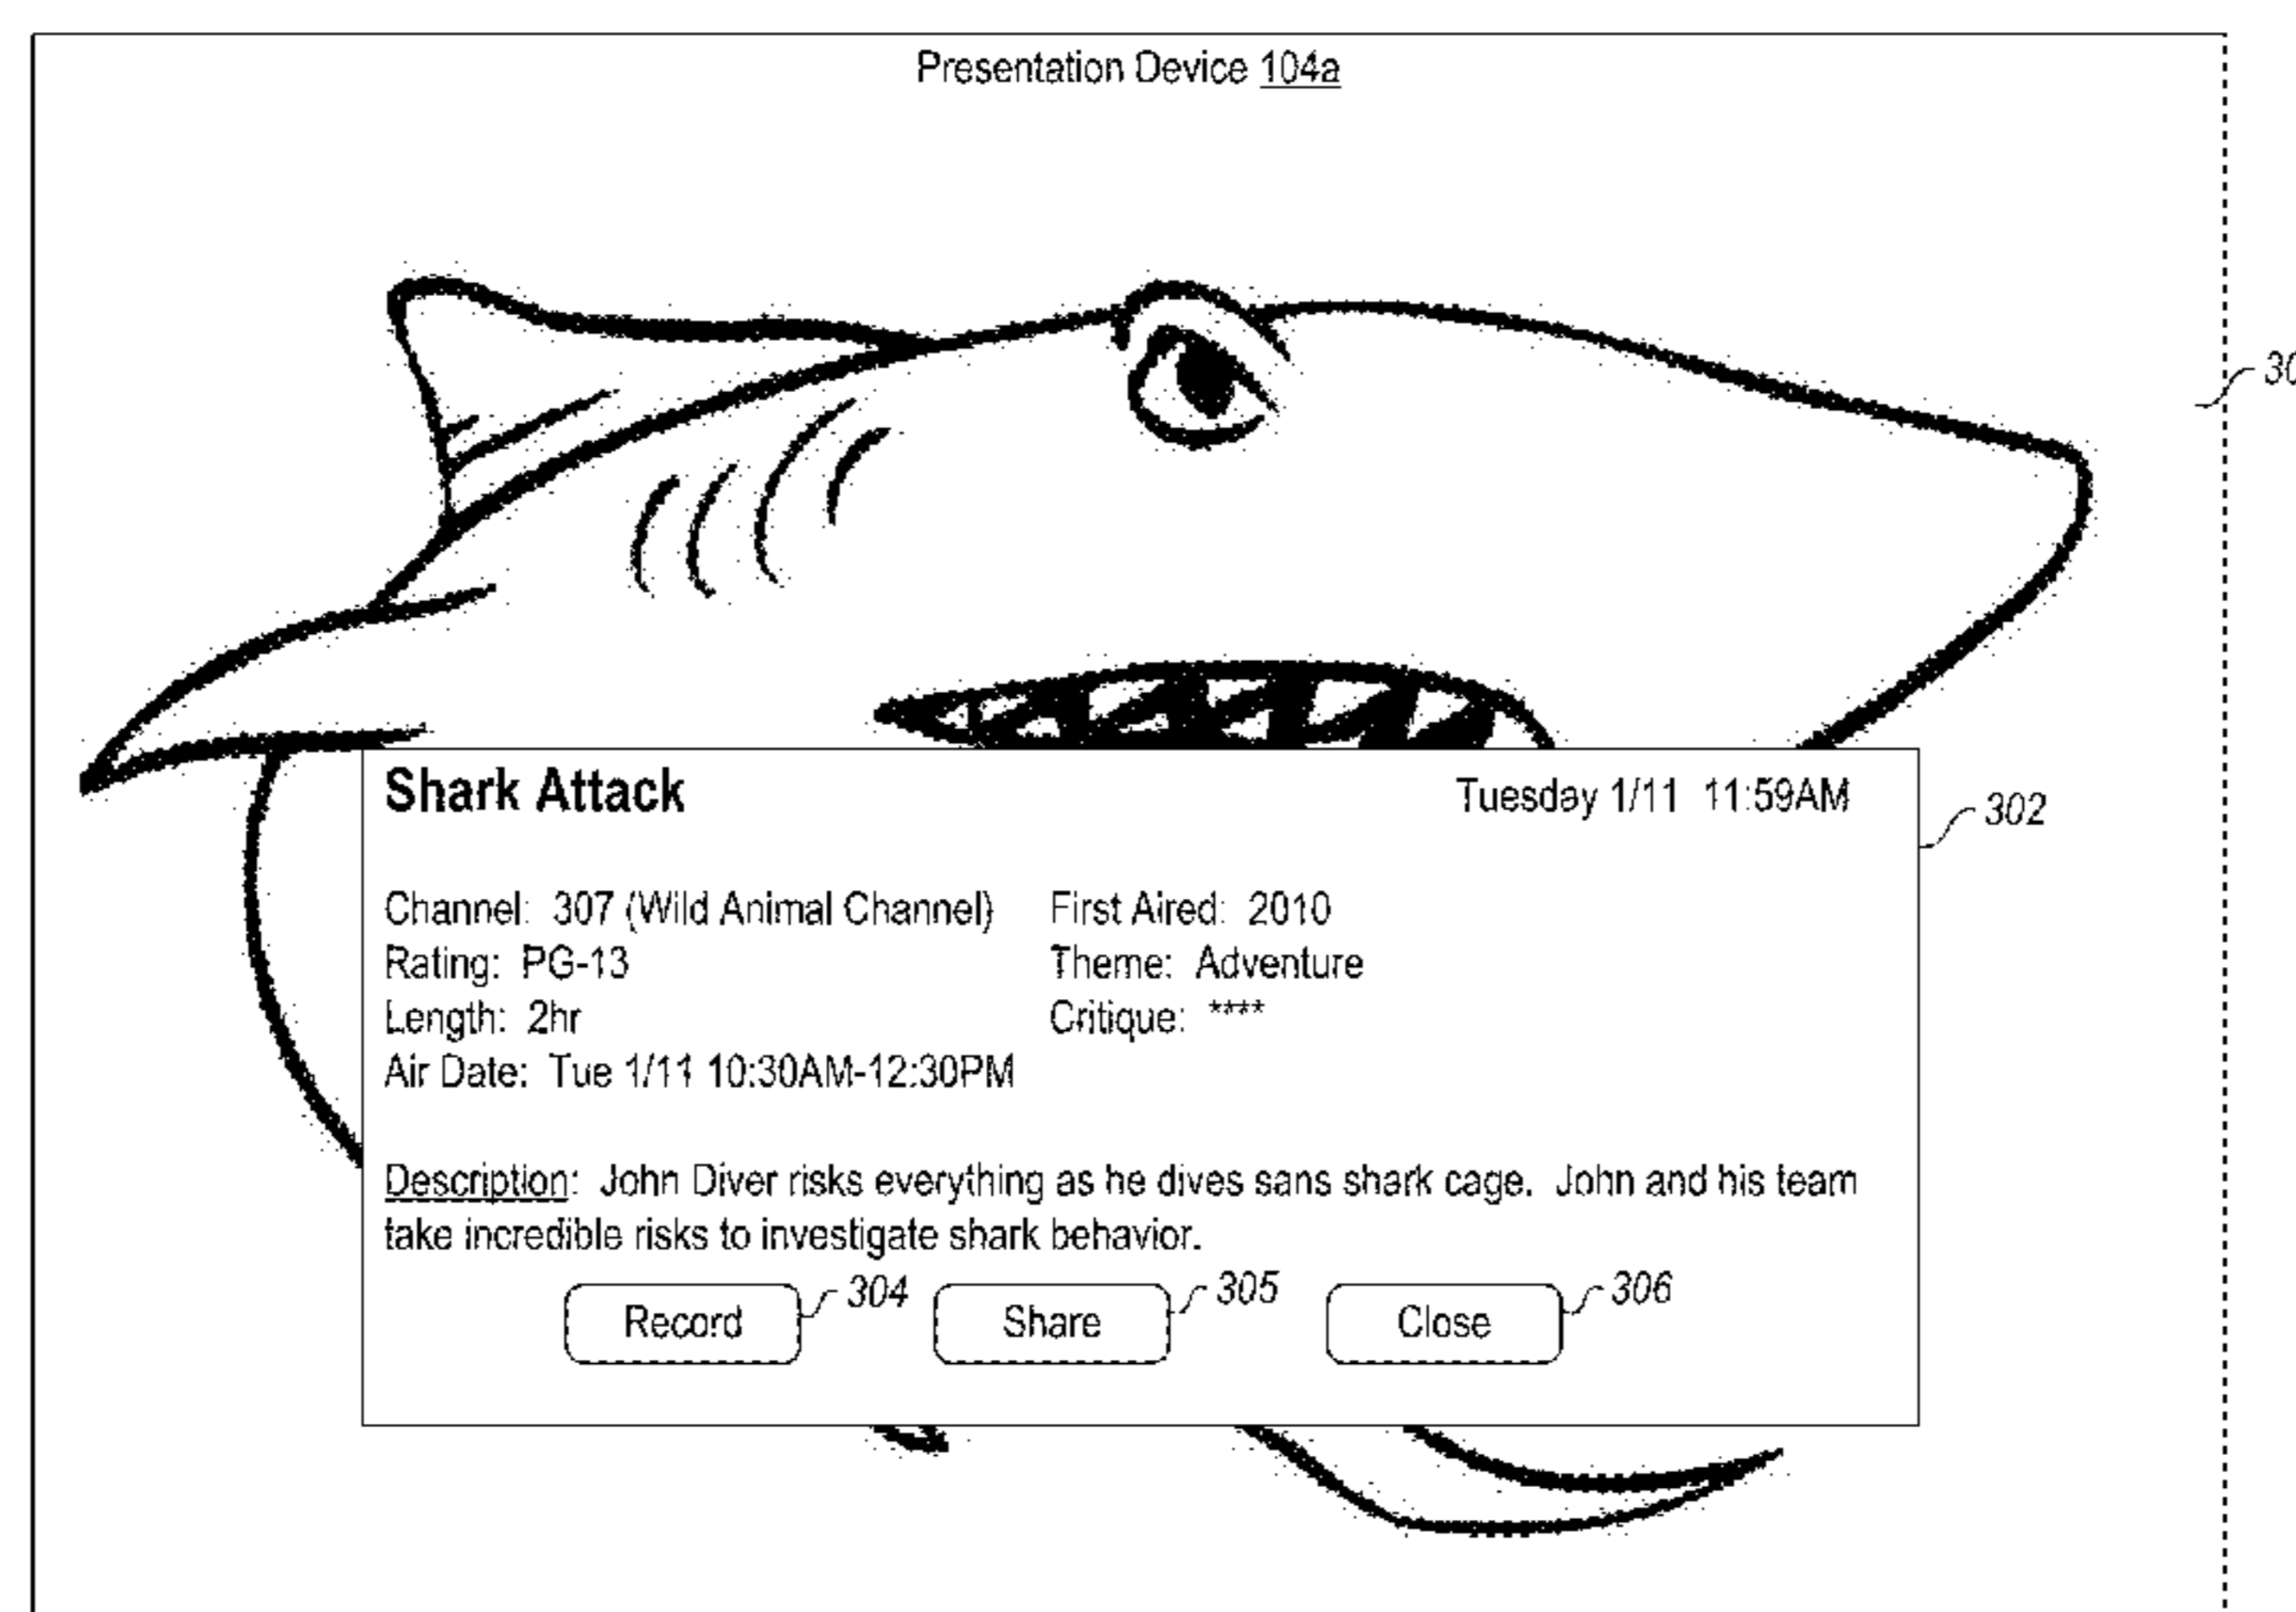 Presentation Device 104a
30
Shark Attack Tuesday 1/11 11:59AM
302
Channel: 307 (Wild Animal Channel) First Aired: 2010
Rating: PG-13 Theme: Adventure
Length: 2hr Critique: ****
Air Date: Tue 1/11 10:30AM-12:30PM
Description: John Diver risks everything as he dives sans shark cage. John and his team
take incredible risks to investigate shark behavior.
Record 304 Share 305 Close 306